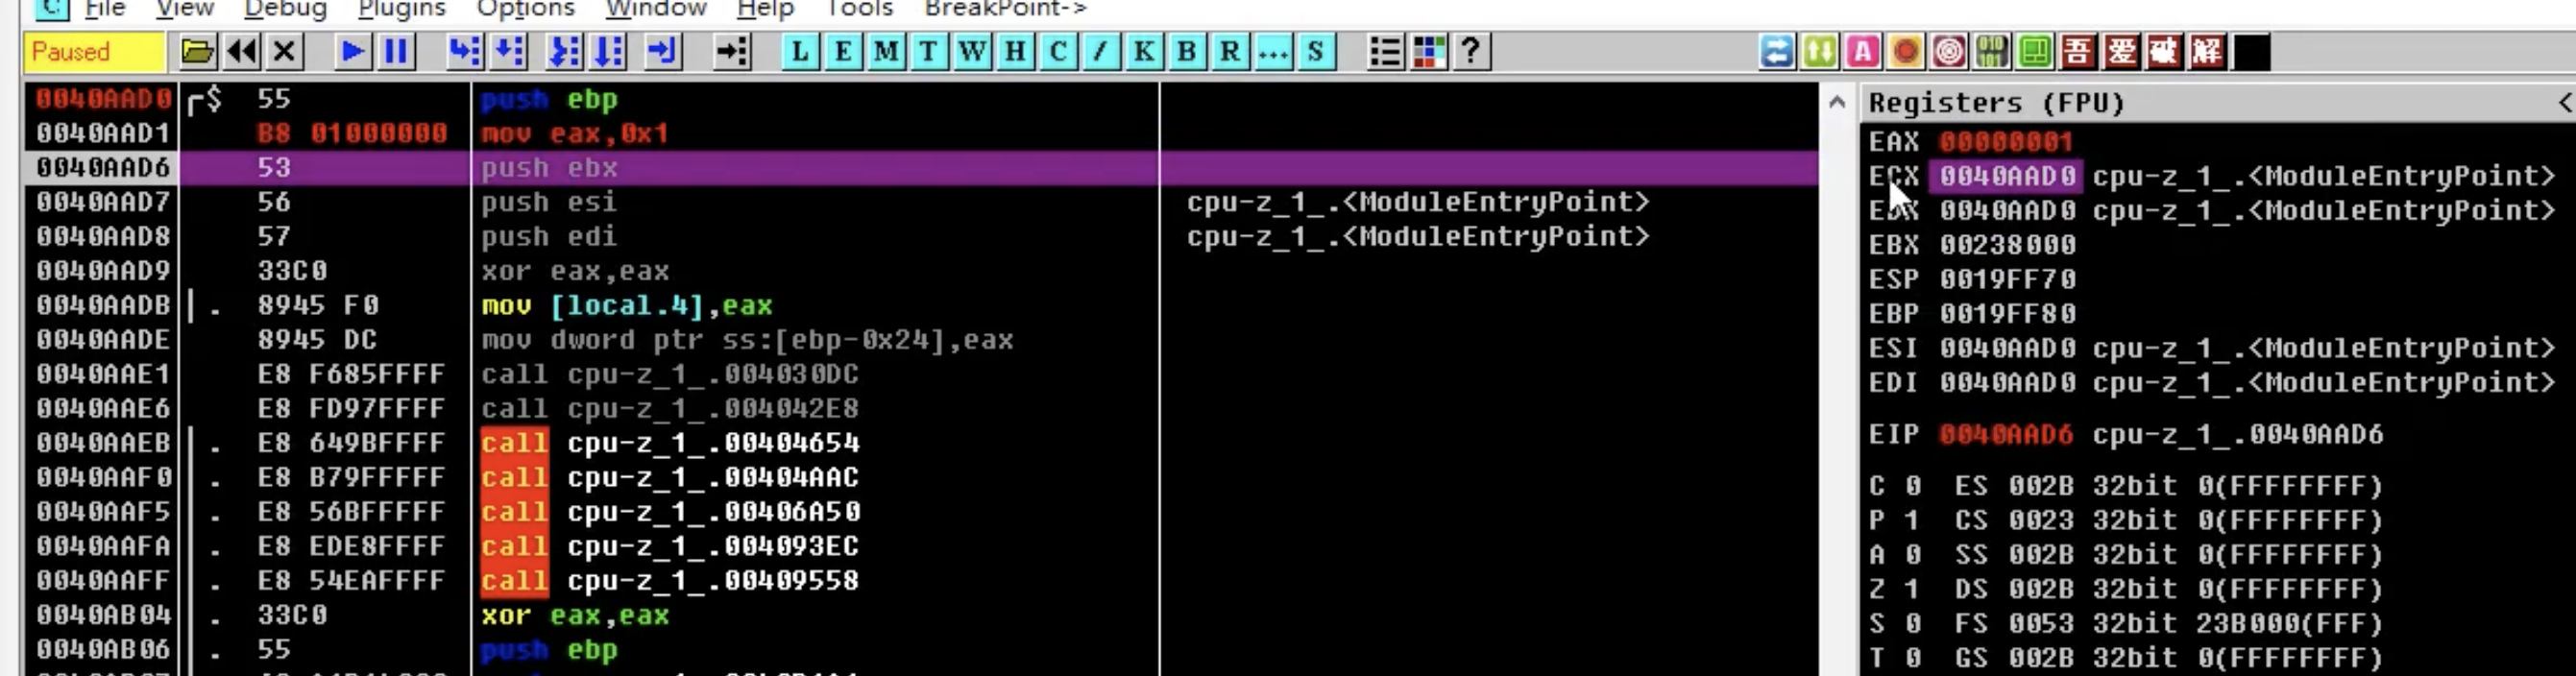 C File View Debug Plugins Options Window Help Tools BreakPoint->
Paused L E M T W H C / K B R ... S ? A 010 101 吾 爱 破 解
0040AAD0 $ 55 push ebp
0040AAD1 B8 01000000 mov eax,0x1
0040AAD6 53 push ebx
0040AAD7 56 push esi cpu-z_1_.<ModuleEntryPoint>
0040AAD8 57 push edi cpu-z_1_.<ModuleEntryPoint>
0040AAD9 33C0 xor eax,eax
0040AADB . 8945 F0 mov [local.4],eax
0040AADE 8945 DC mov dword ptr ss:[ebp-0x24],eax
0040AAE1 E8 F685FFFF call cpu-z_1_.004030DC
0040AAE6 E8 FD97FFFF call cpu-z_1_.004042E8
0040AAEB . E8 649BFFFF call cpu-z_1_.00404654
0040AAF0 . E8 B79FFFFF call cpu-z_1_.00404AAC
0040AAF5 . E8 56BFFFFF call cpu-z_1_.00406A50
0040AAFA . E8 EDE8FFFF call cpu-z_1_.004093EC
0040AAFF . E8 54EAFFFF call cpu-z_1_.00409558
0040AB04 . 33C0 xor eax,eax
0040AB06 . 55 push ebp
Registers (FPU) <
EAX 00000001
ECX 0040AAD0 cpu-z_1_.<ModuleEntryPoint>
EDX 0040AAD0 cpu-z_1_.<ModuleEntryPoint>
EBX 00238000
ESP 0019FF70
EBP 0019FF80
ESI 0040AAD0 cpu-z_1_.<ModuleEntryPoint>
EDI 0040AAD0 cpu-z_1_.<ModuleEntryPoint>
EIP 0040AAD6 cpu-z_1_.0040AAD6
C 0 ES 002B 32bit 0(FFFFFFFF)
P 1 CS 0023 32bit 0(FFFFFFFF)
A 0 SS 002B 32bit 0(FFFFFFFF)
Z 1 DS 002B 32bit 0(FFFFFFFF)
S 0 FS 0053 32bit 23B000(FFF)
T 0 GS 002B 32bit 0(FFFFFFFF)